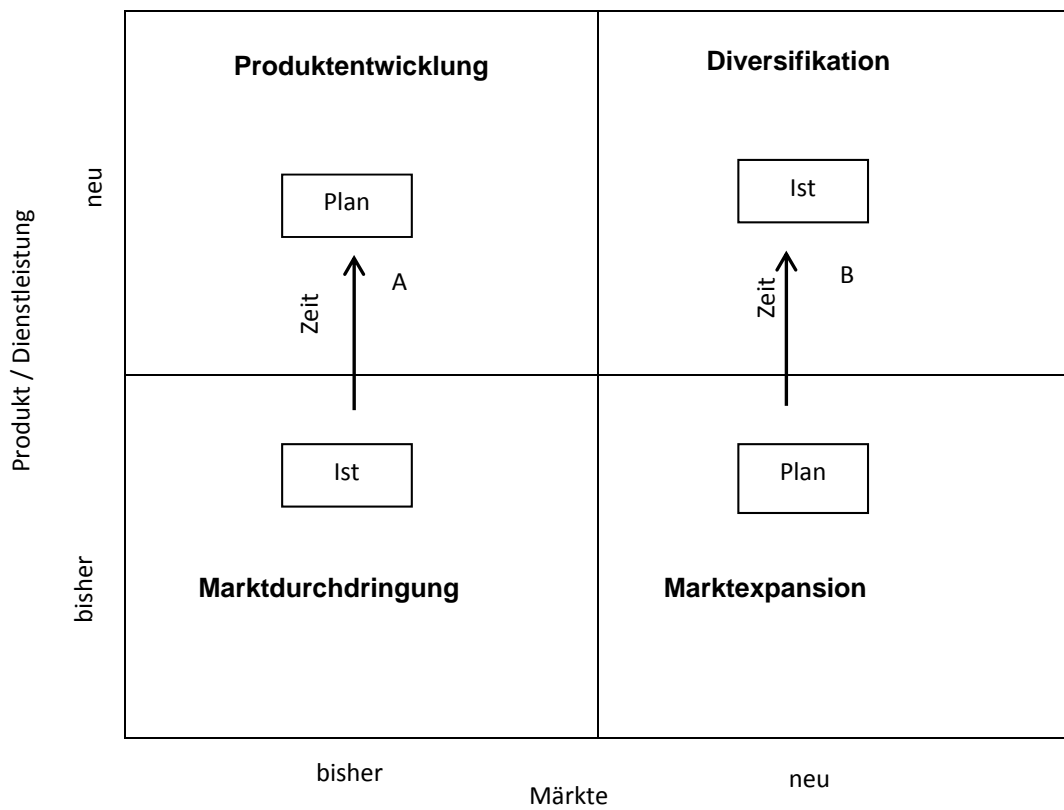 Produktentwicklung
Diversifikation
Produkt / Dienstleistung
neu
Plan
Ist
Zeit
A
Zeit
B
Ist
Plan
bisher
Marktdurchdringung
Marktexpansion
bisher
neu
Märkte